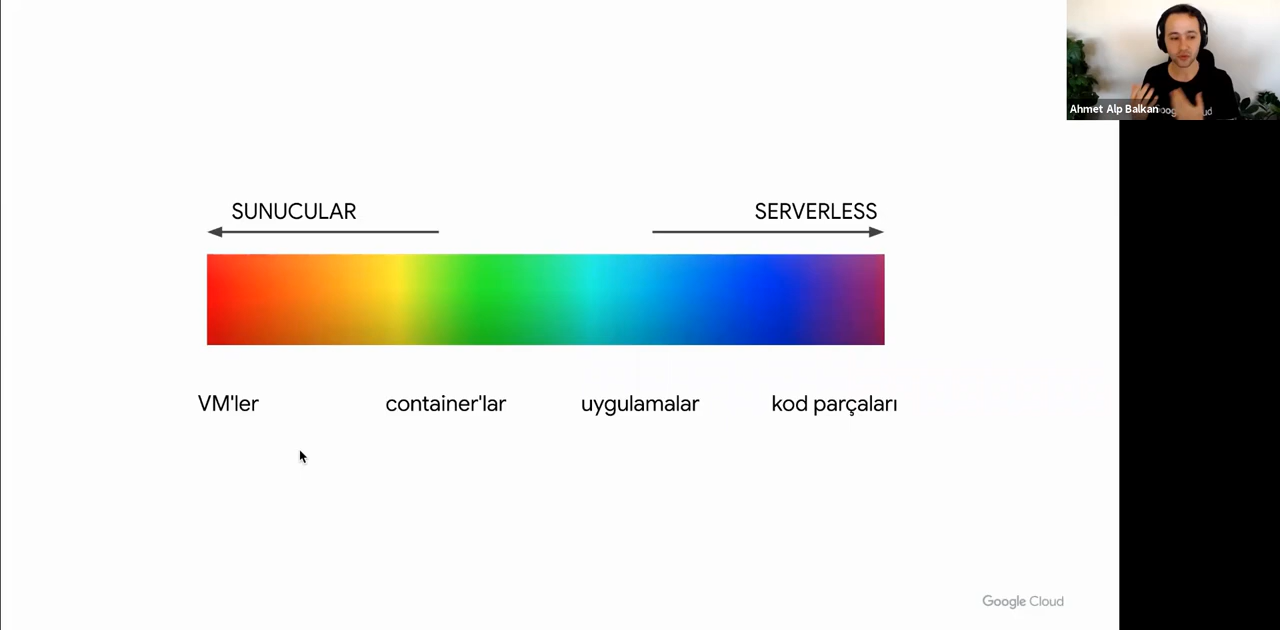 Ahmet Alp Balkan
SUNUCULAR
SERVERLESS
VM'ler
container'lar
uygulamalar
kod parçaları
Google Cloud